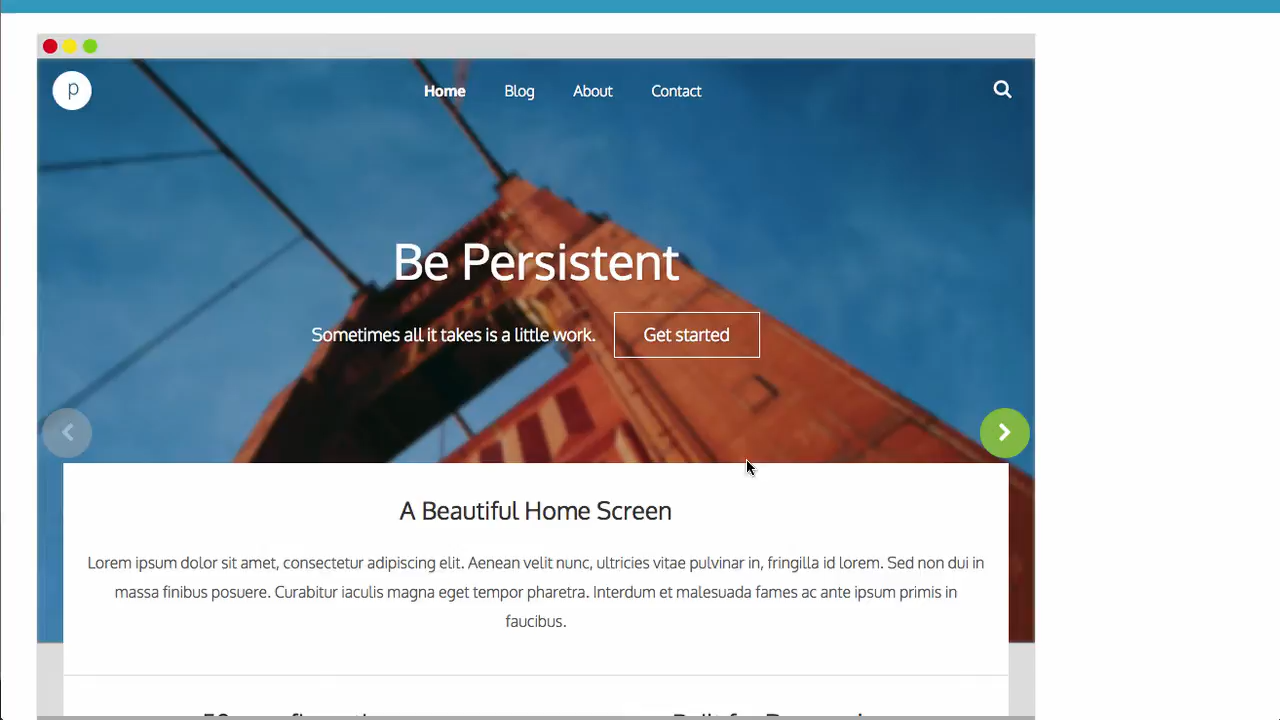 p
Home Blog About Contact
Be Persistent
Sometimes all it takes is a little work. Get started
A Beautiful Home Screen
Lorem ipsum dolor sit amet, consectetur adipiscing elit. Aenean velit nunc, ultricies vitae pulvinar in, fringilla id lorem. Sed non dui in
massa finibus posuere. Curabitur iaculis magna eget tempor pharetra. Interdum et malesuada fames ac ante ipsum primis in
faucibus.